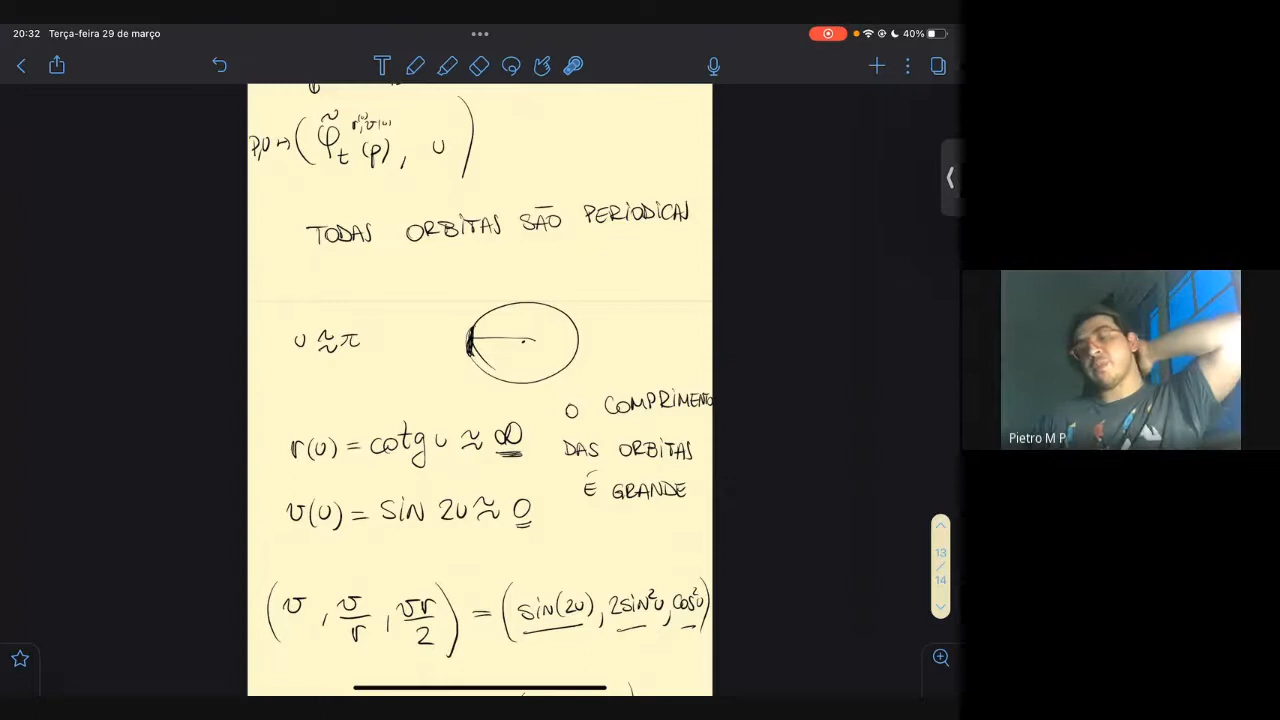 20:32 Terça-feira 29 de março
40%
p,u ↦ ( φ̃_t^{r(u),v(u)} (p), u )
TODAS ORBITAS SÃO PERIODICAS
u ≈ π
r(u) = cotg u ≈ ∞
v(u) = sin 2u ≈ 0
O COMPRIMENTO
DAS ORBITAS
É GRANDE
(v, v/r, vr/2) = (sin(2u), 2sin²u, cos²u)
13
/
14
Pietro M P